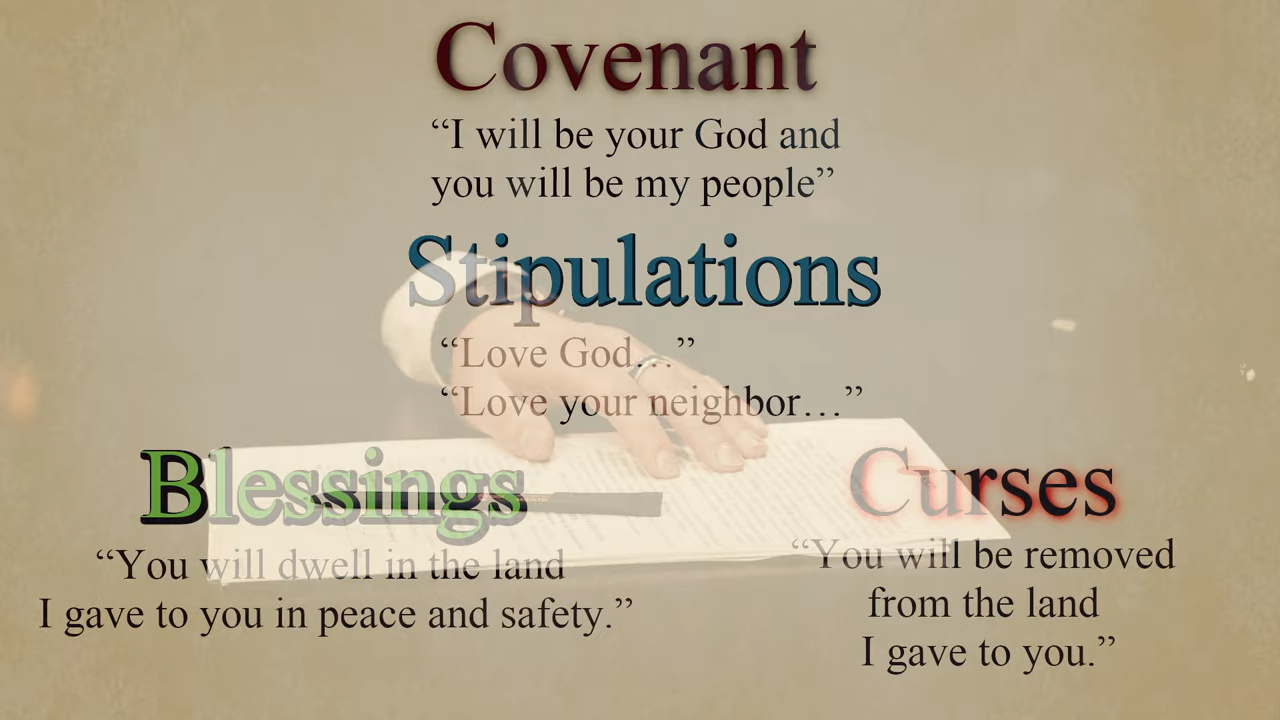 Covenant
“I will be your God and
you will be my people”
Stipulations
“Love God…”
“Love your neighbor…”
Blessings
“You will dwell in the land
I gave to you in peace and safety.”
Curses
“You will be removed
from the land
I gave to you.”